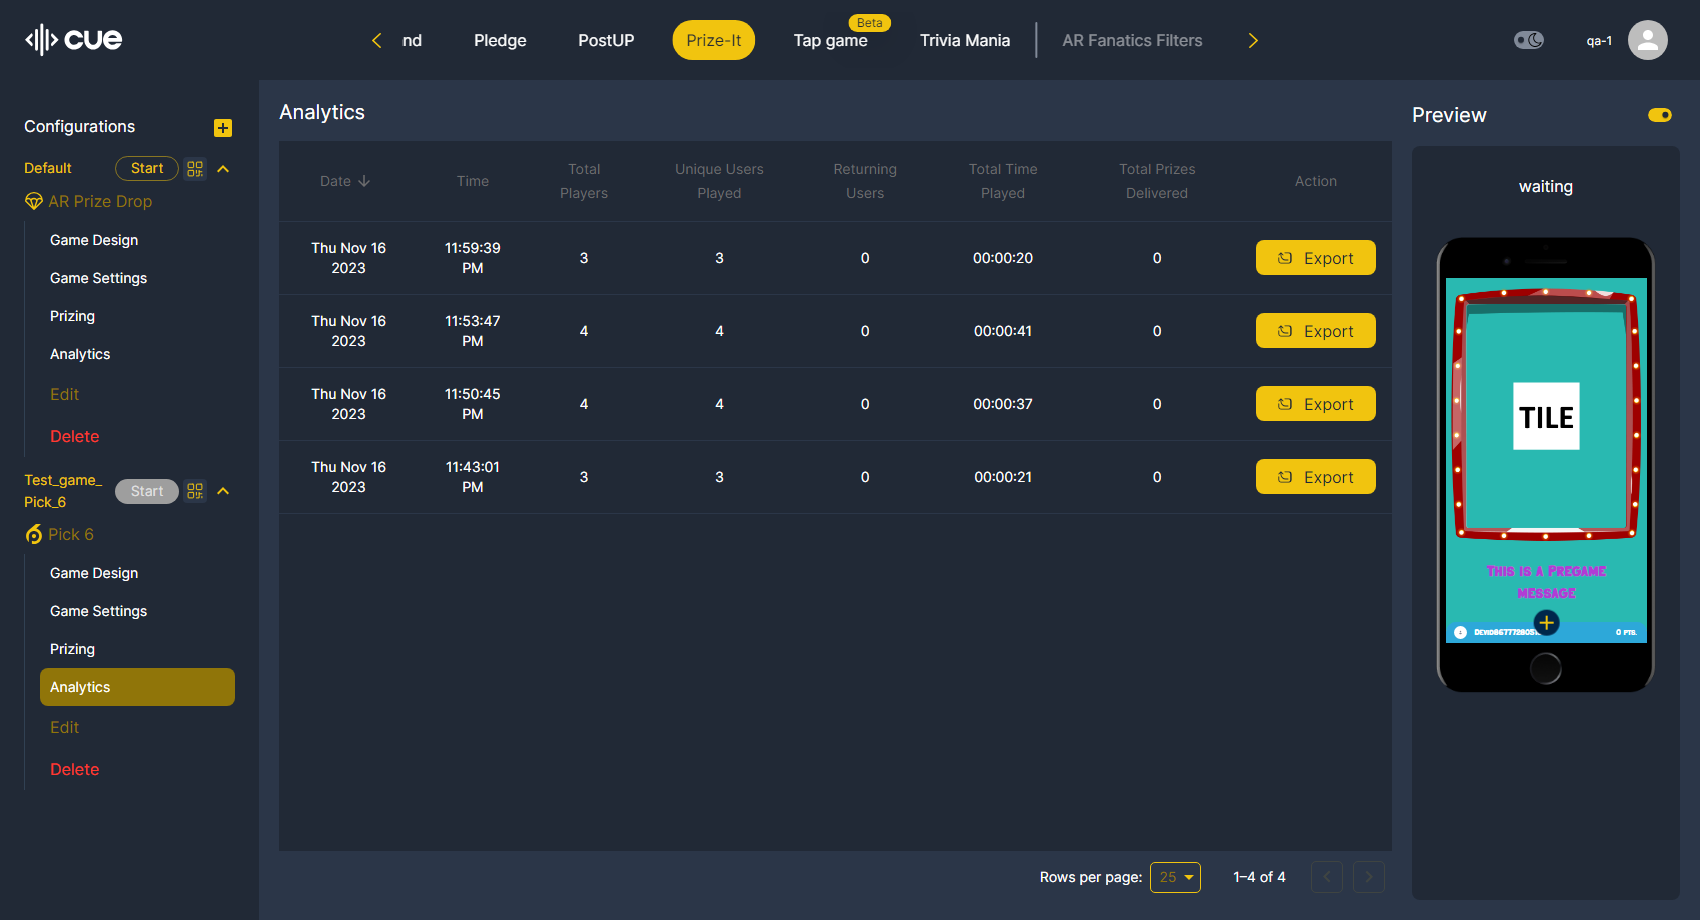 cue
nd
Pledge
PostUP
Prize-It
Tap game
Beta
Trivia Mania
AR Fanatics Filters
qa-1
Configurations
Default
Start
AR Prize Drop
Game Design
Game Settings
Prizing
Analytics
Edit
Delete
Test_game_
Pick_6
Start
Pick 6
Game Design
Game Settings
Prizing
Analytics
Edit
Delete
Analytics
Date
Time
Total
Players
Unique Users
Played
Returning
Users
Total Time
Played
Total Prizes
Delivered
Action
Thu Nov 16
2023
11:59:39
PM
3
3
0
00:00:20
0
Export
Thu Nov 16
2023
11:53:47
PM
4
4
0
00:00:41
0
Export
Thu Nov 16
2023
11:50:45
PM
4
4
0
00:00:37
0
Export
Thu Nov 16
2023
11:43:01
PM
3
3
0
00:00:21
0
Export
Rows per page:
25
1–4 of 4
Preview
waiting
TILE
THIS IS A PREGAME
MESSAGE
0 PTS.